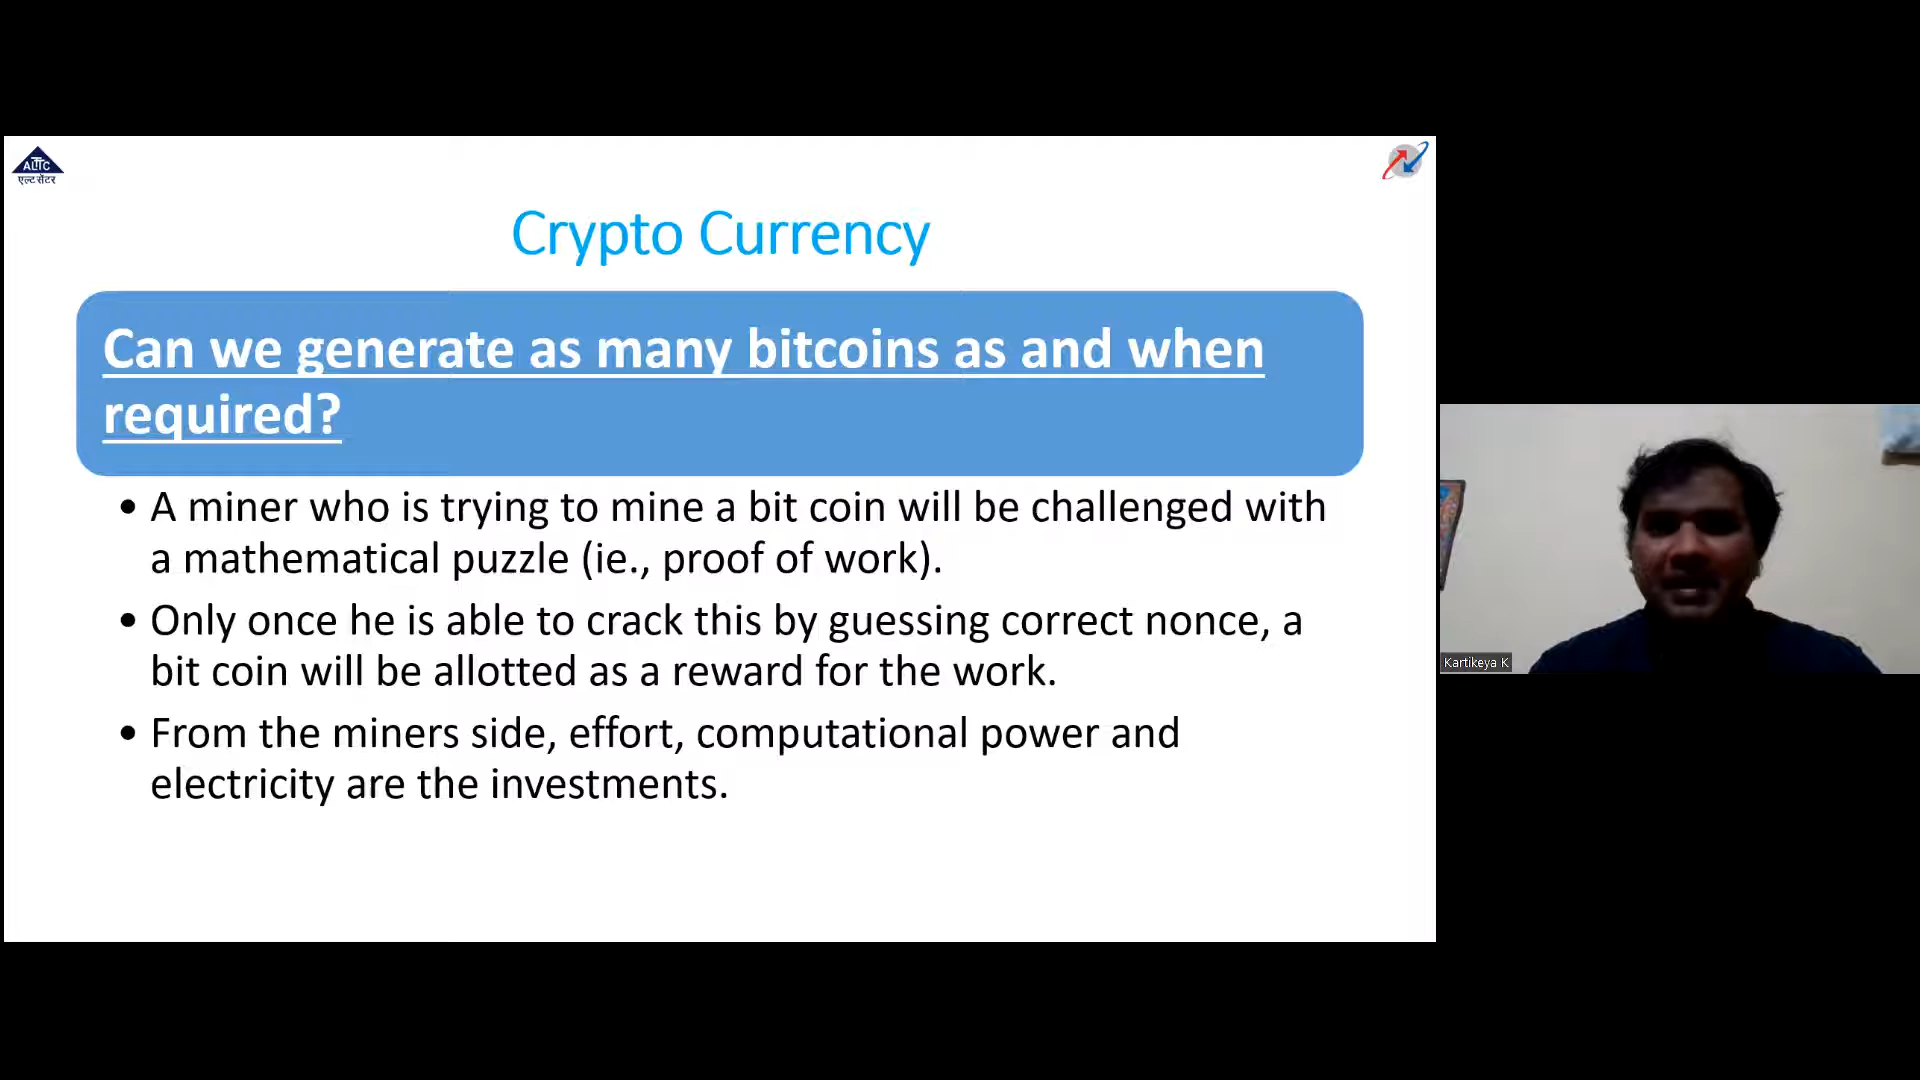 ALTTC
एल्ट सेंटर
Crypto Currency
Can we generate as many bitcoins as and when
required?
• A miner who is trying to mine a bit coin will be challenged with
a mathematical puzzle (ie., proof of work).
• Only once he is able to crack this by guessing correct nonce, a
bit coin will be allotted as a reward for the work.
• From the miners side, effort, computational power and
electricity are the investments.
Kartikeya K